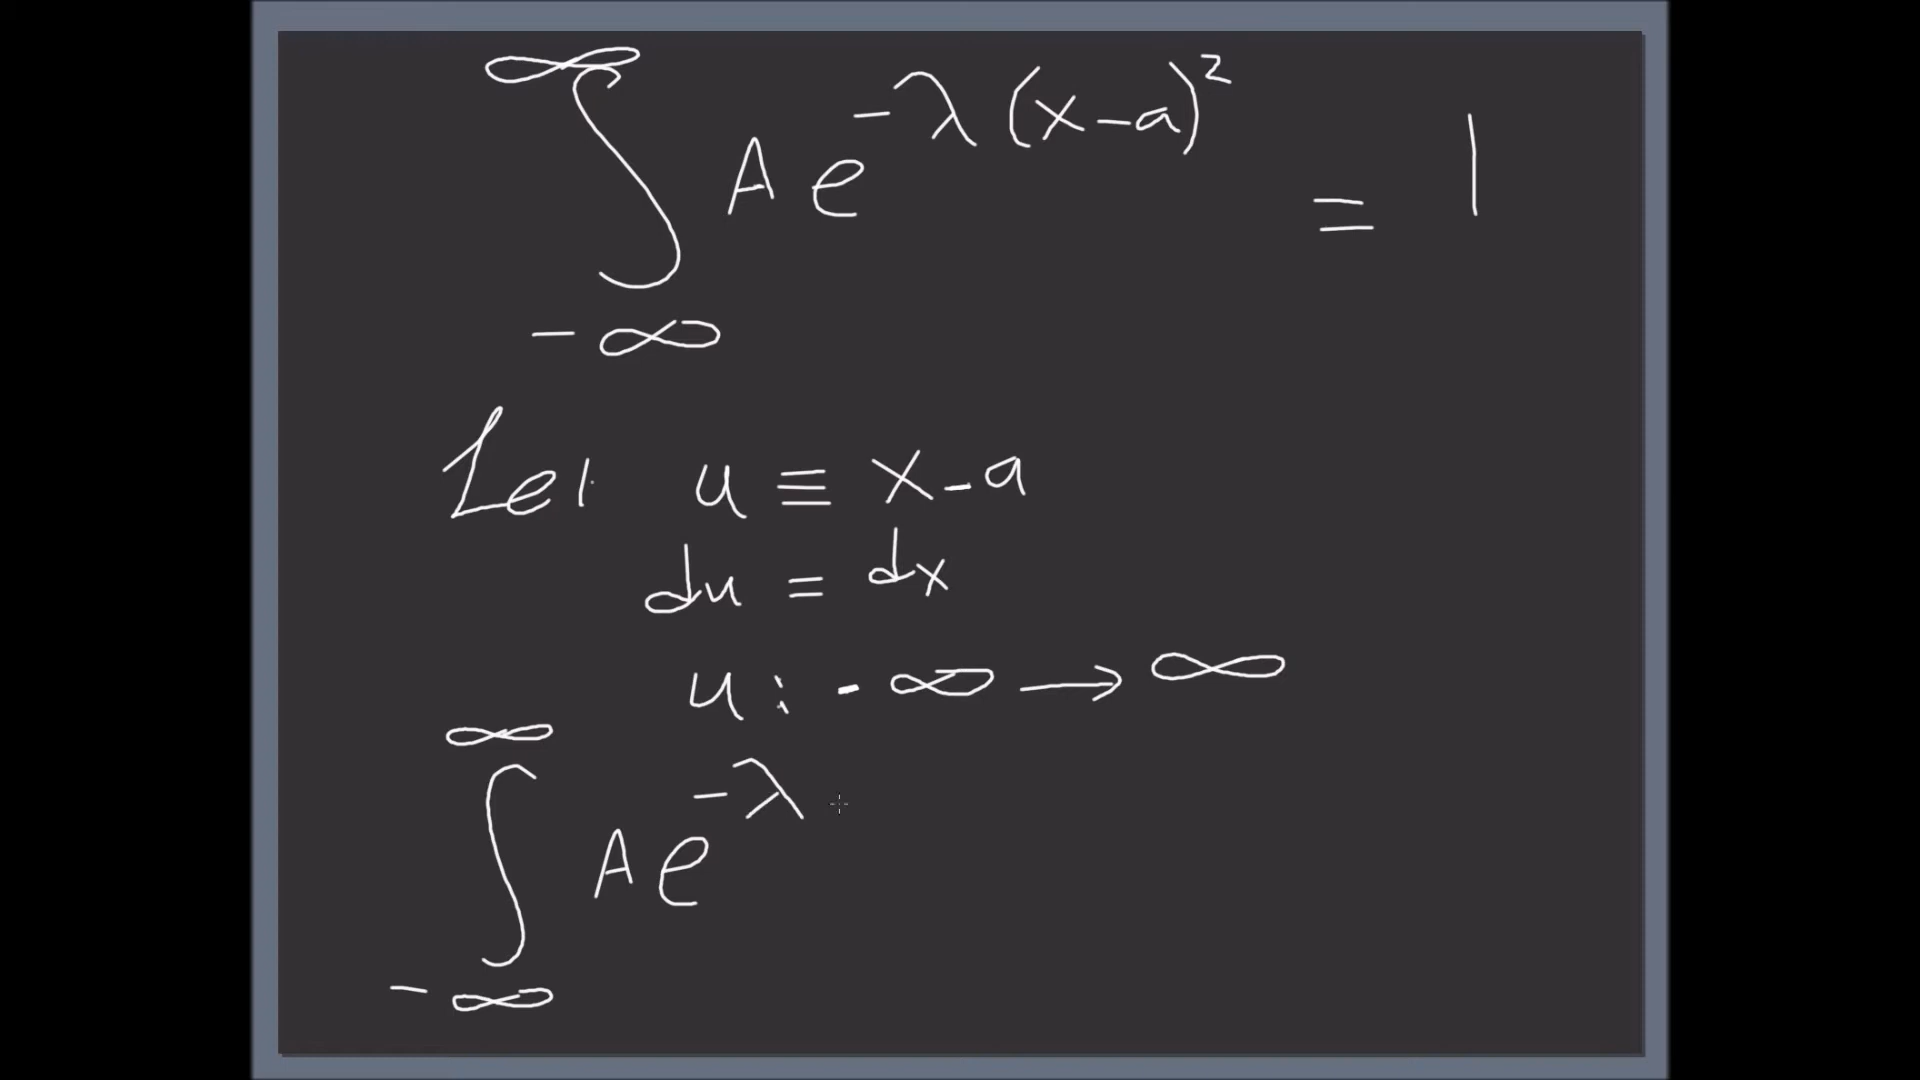 ∫_{-∞}^{∞} A e^{-λ(x-a)²} = 1
Let u ≡ x-a
du = dx
u: -∞ → ∞
∫_{-∞}^{∞} A e^{-λ